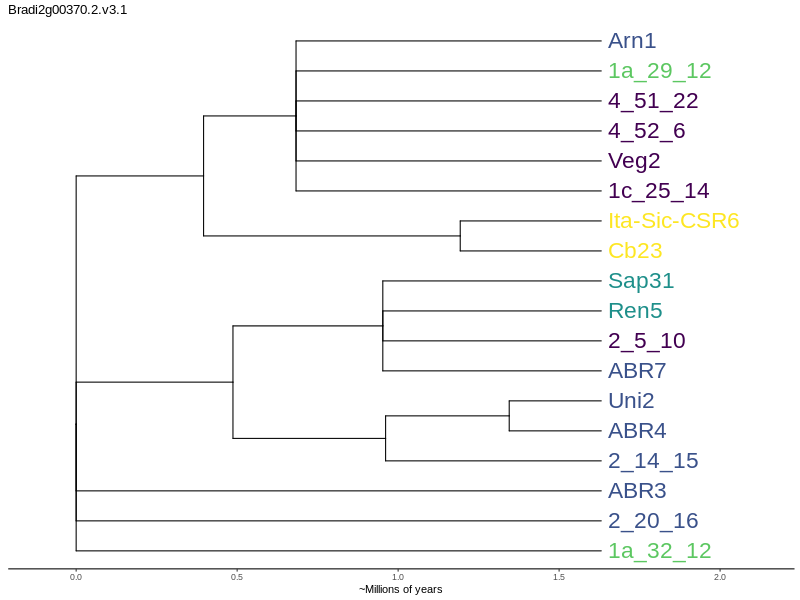 Bradi2g00370.2.v3.1
Arn1
1a_29_12
4_51_22
4_52_6
Veg2
1c_25_14
Ita-Sic-CSR6
Cb23
Sap31
Ren5
2_5_10
ABR7
Uni2
ABR4
2_14_15
ABR3
2_20_16
1a_32_12
0.0 0.5 1.0 1.5 2.0
~Millions of years